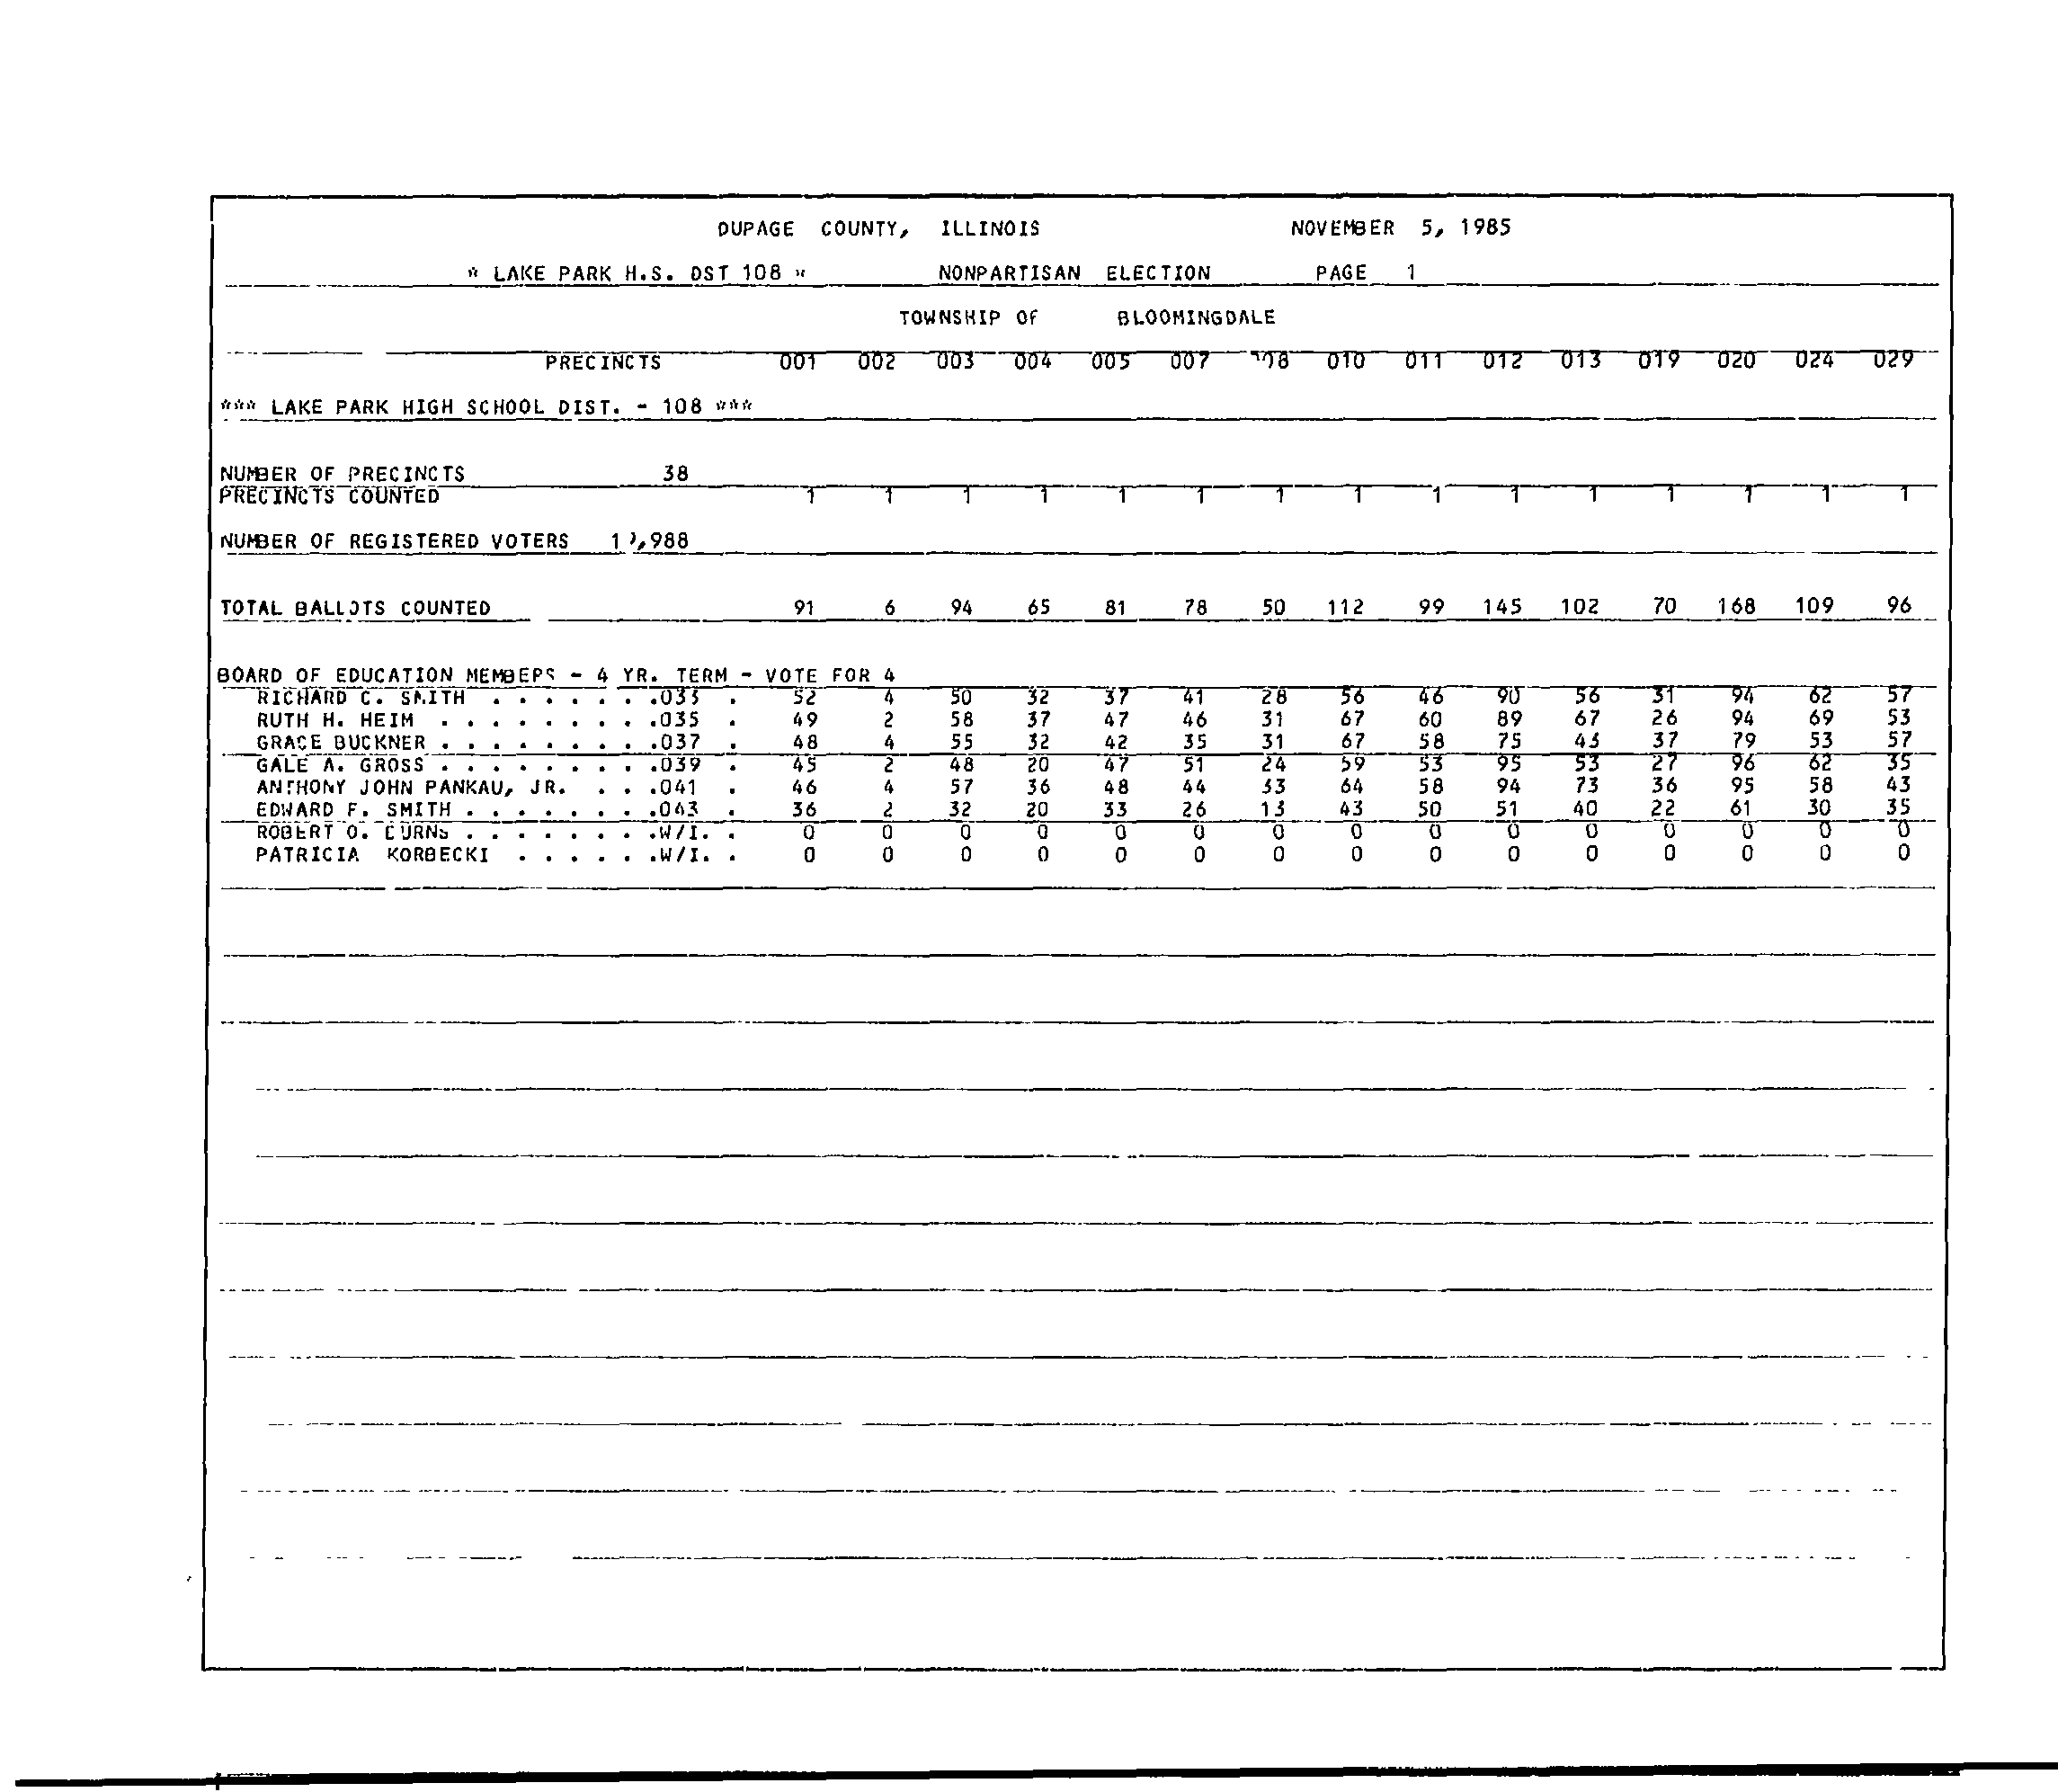 DUPAGE COUNTY, ILLINOIS NOVEMBER 5, 1985
* LAKE PARK H.S. DST 108 * NONPARTISAN ELECTION PAGE 1
TOWNSHIP OF BLOOMINGDALE
PRECINCTS 001 002 003 004 005 007 008 010 011 012 013 019 020 024 029
*** LAKE PARK HIGH SCHOOL DIST. - 108 ***
NUMBER OF PRECINCTS 38
PRECINCTS COUNTED 1 1 1 1 1 1 1 1 1 1 1 1 1 1 1
NUMBER OF REGISTERED VOTERS
TOTAL BALLOTS COUNTED 91 6 94 65 81 78 50 112 99 145 102 70 168 109 96
BOARD OF EDUCATION MEMBERS - 4 YR. TERM - VOTE FOR 4
RICHARD C. SMITH . . . . . . .033 . 52 4 50 32 37 41 28 56 46 90 56 31 94 62 57
RUTH H. HEIM . . . . . . . . .035 . 49 2 58 37 47 46 31 67 60 89 67 26 94 69 53
GRACE BUCKNER . . . . . . . . .037 . 48 4 55 32 42 35 31 67 58 75 43 37 79 53 57
GALE A. GROSS . . . . . . . . .039 . 45 2 48 20 47 51 24 59 53 95 53 27 96 62 35
ANTHONY JOHN PANKAU, JR. . . .041 . 46 4 57 36 48 44 33 64 58 94 73 36 95 58 43
EDWARD F. SMITH . . . . . . . .043 . 36 2 32 20 33 26 13 43 50 51 40 22 61 30 35
ROBERT O. BURNS . . . . . . . .W/I. . 0 0 0 0 0 0 0 0 0 0 0 0 0 0 0
PATRICIA KORBECKI . . . . . .W/I. . 0 0 0 0 0 0 0 0 0 0 0 0 0 0 0